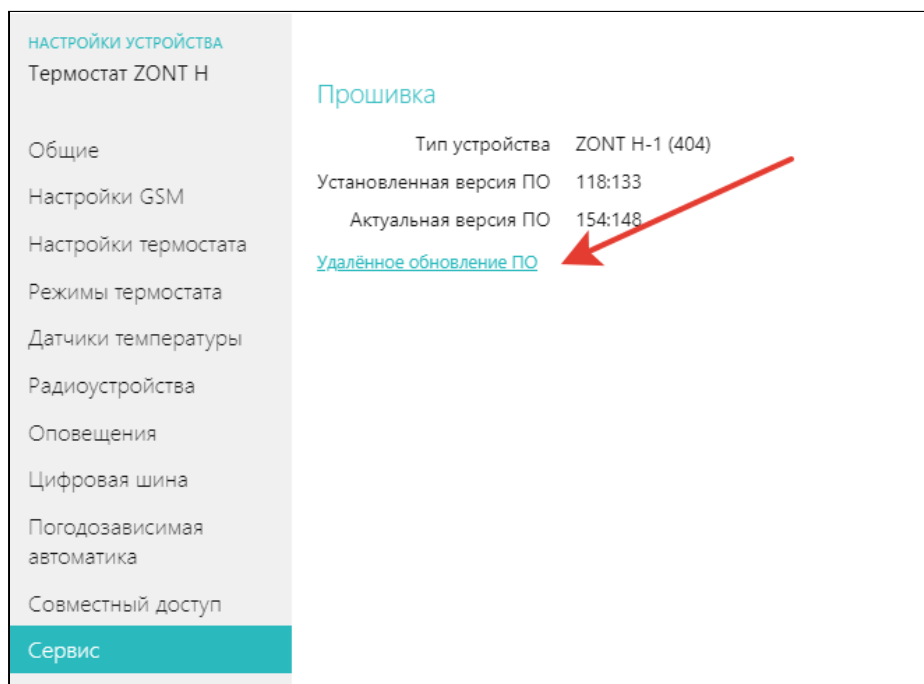 НАСТРОЙКИ УСТРОЙСТВА
Термостат ZONT H
Общие
Настройки GSM
Настройки термостата
Режимы термостата
Датчики температуры
Радиоустройства
Оповещения
Цифровая шина
Погодозависимая
автоматика
Совместный доступ
Сервис
Прошивка
Тип устройства ZONT H-1 (404)
Установленная версия ПО 118:133
Актуальная версия ПО 154:148
Удалённое обновление ПО